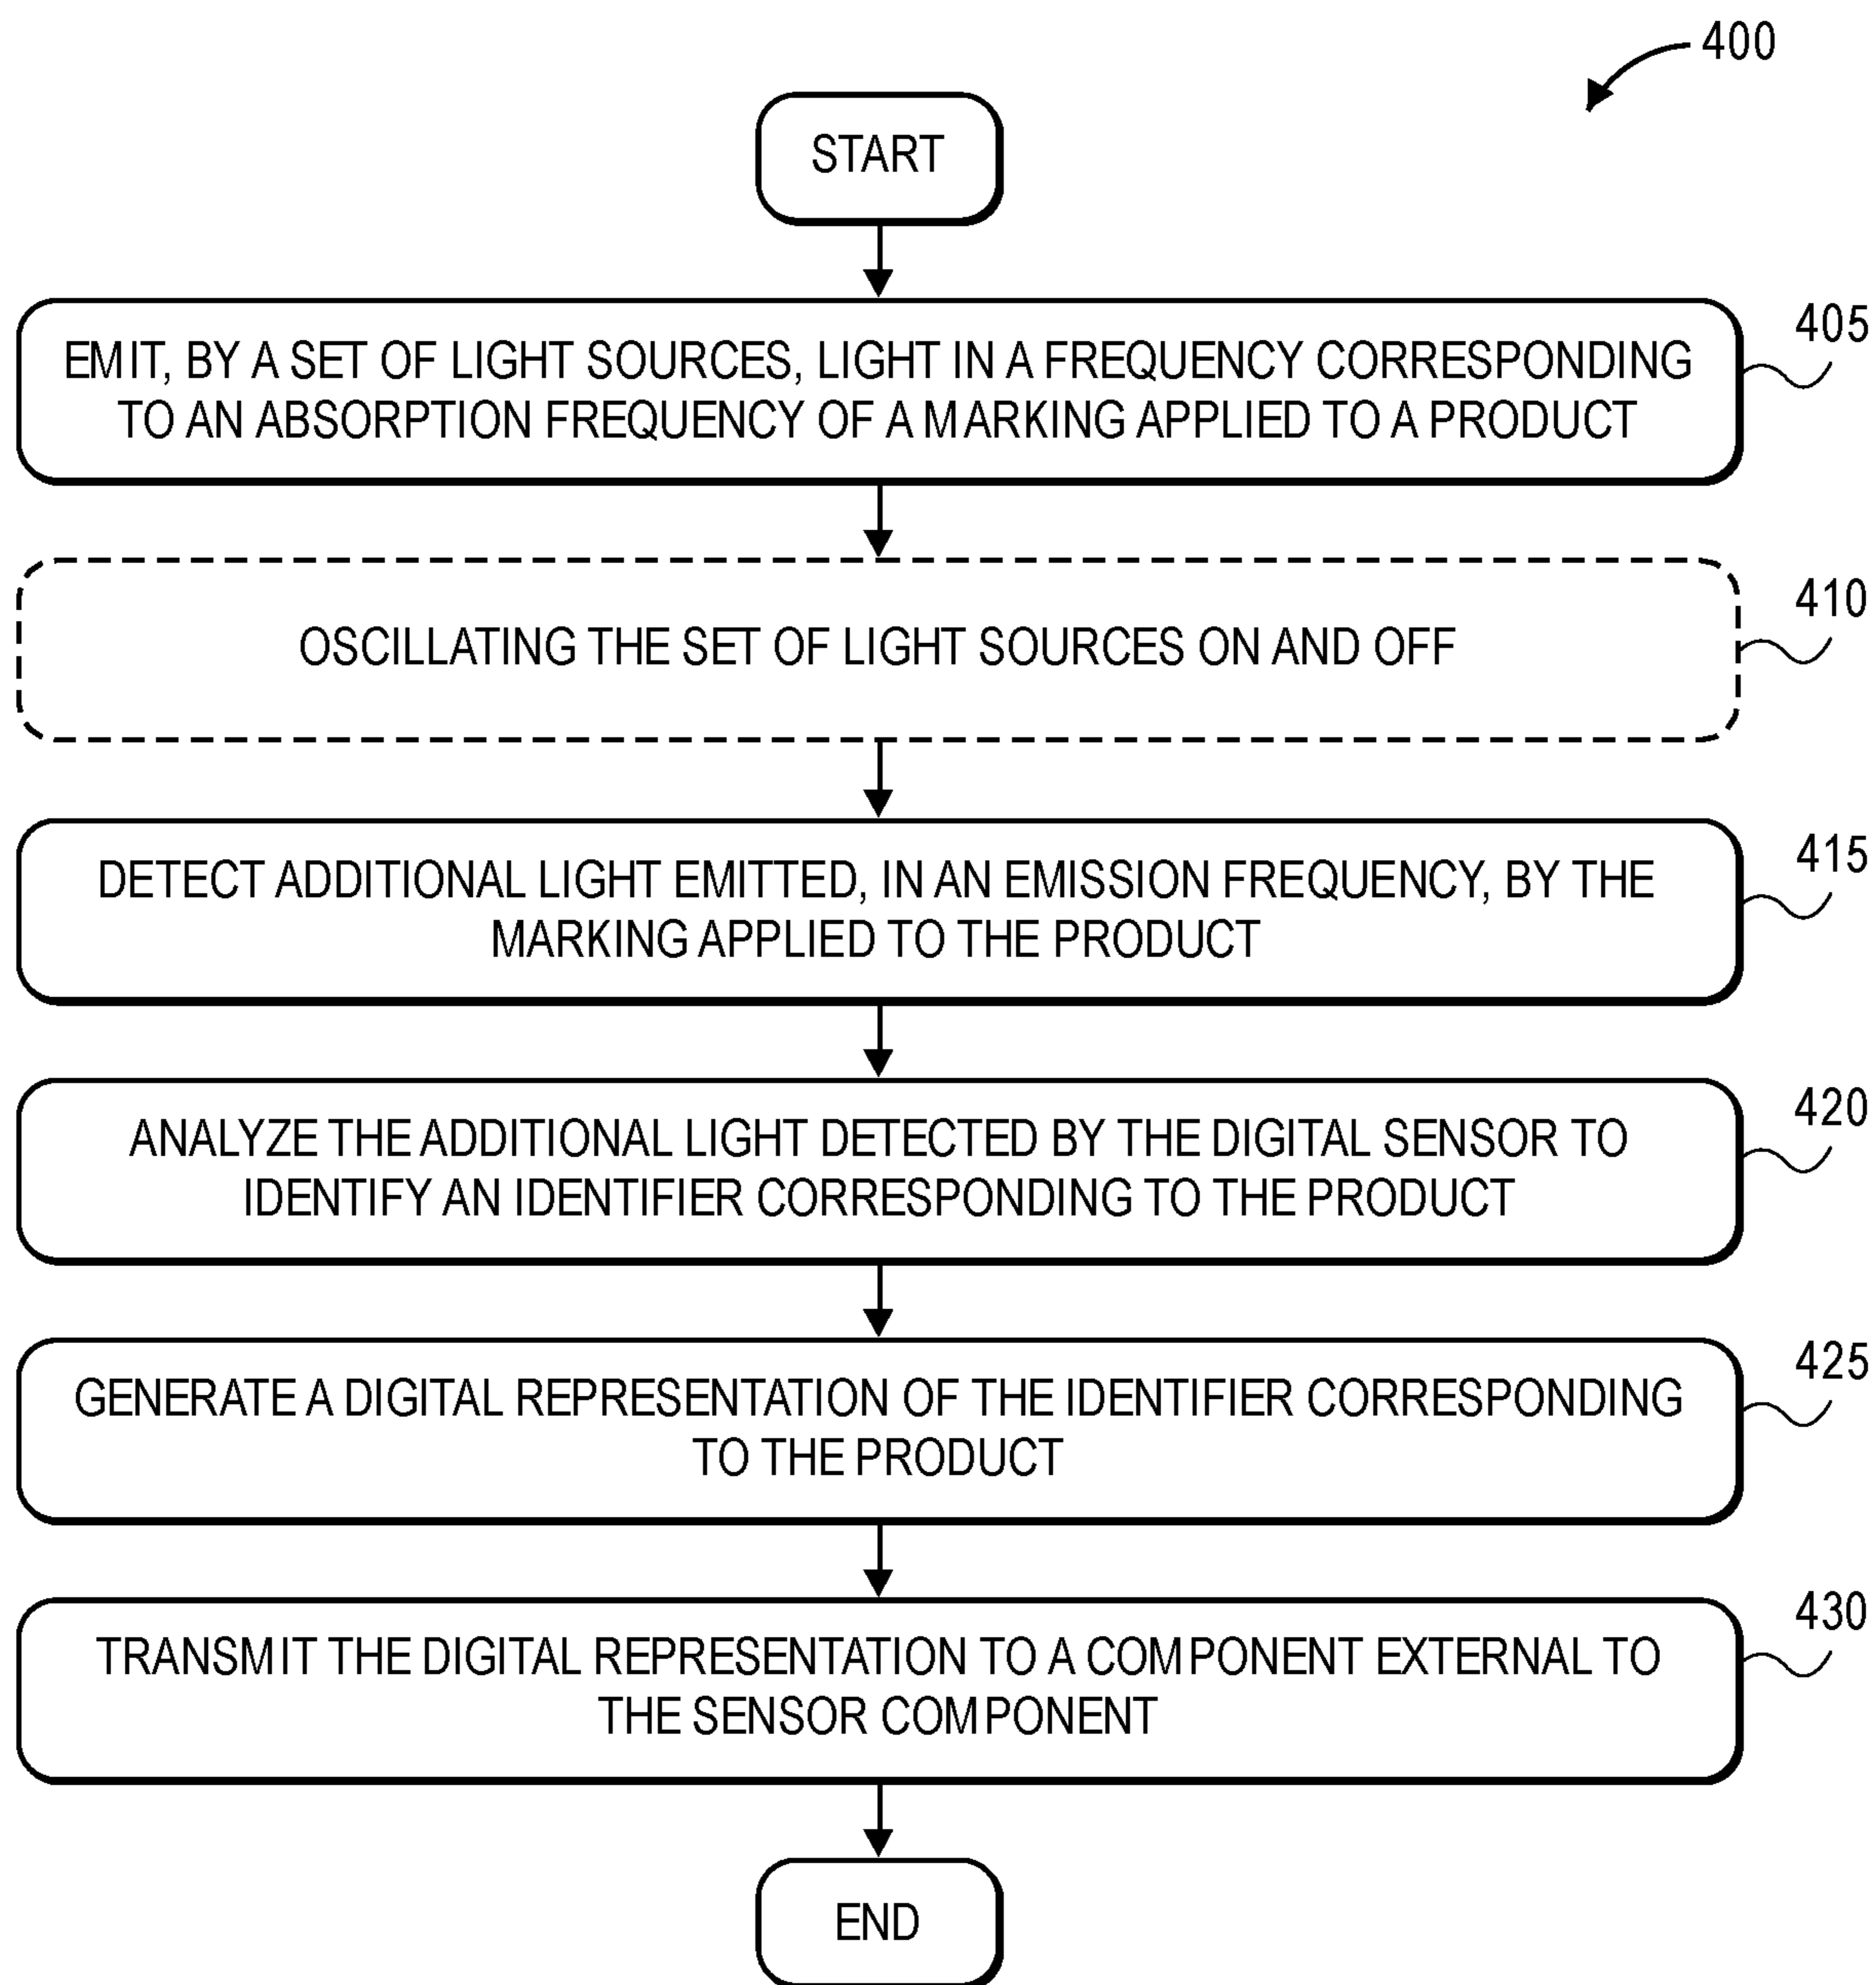 400
START
405
EMIT, BY A SET OF LIGHT SOURCES, LIGHT IN A FREQUENCY CORRESPONDING
TO AN ABSORPTION FREQUENCY OF A MARKING APPLIED TO A PRODUCT
410
OSCILLATING THE SET OF LIGHT SOURCES ON AND OFF
415
DETECT ADDITIONAL LIGHT EMITTED, IN AN EMISSION FREQUENCY, BY THE
MARKING APPLIED TO THE PRODUCT
420
ANALYZE THE ADDITIONAL LIGHT DETECTED BY THE DIGITAL SENSOR TO
IDENTIFY AN IDENTIFIER CORRESPONDING TO THE PRODUCT
425
GENERATE A DIGITAL REPRESENTATION OF THE IDENTIFIER CORRESPONDING
TO THE PRODUCT
430
TRANSMIT THE DIGITAL REPRESENTATION TO A COMPONENT EXTERNAL TO
THE SENSOR COMPONENT
END